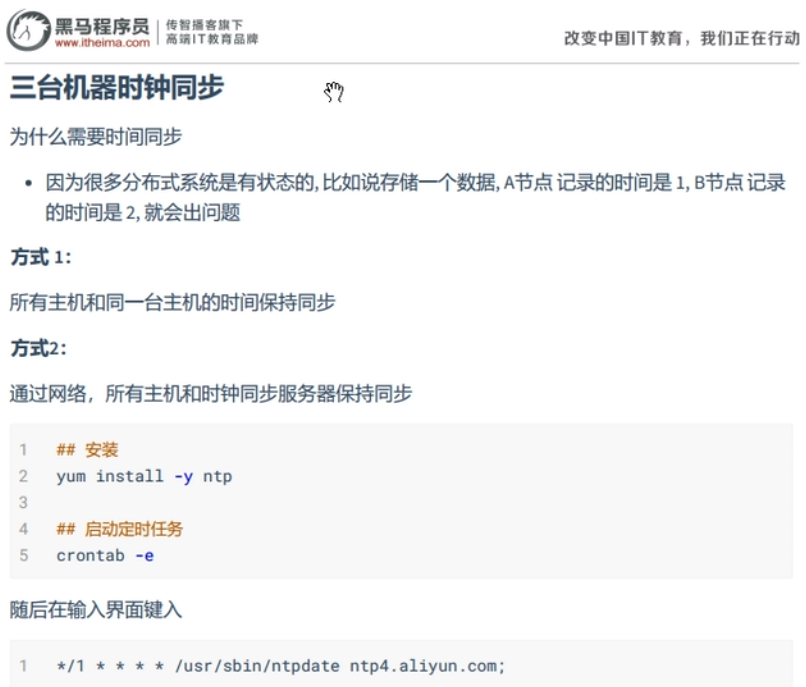 黑马程序员
www.itheima.com
传智播客旗下
高端IT教育品牌
改变中国IT教育，我们正在行动
三台机器时钟同步
为什么需要时间同步
• 因为很多分布式系统是有状态的, 比如说存储一个数据, A节点 记录的时间是 1, B节点 记录
的时间是 2, 就会出问题
方式 1：
所有主机和同一台主机的时间保持同步
方式2：
通过网络，所有主机和时钟同步服务器保持同步
1 ## 安装
2 yum install -y ntp
3
4 ## 启动定时任务
5 crontab -e
随后在输入界面键入
1 */1 * * * * /usr/sbin/ntpdate ntp4.aliyun.com;